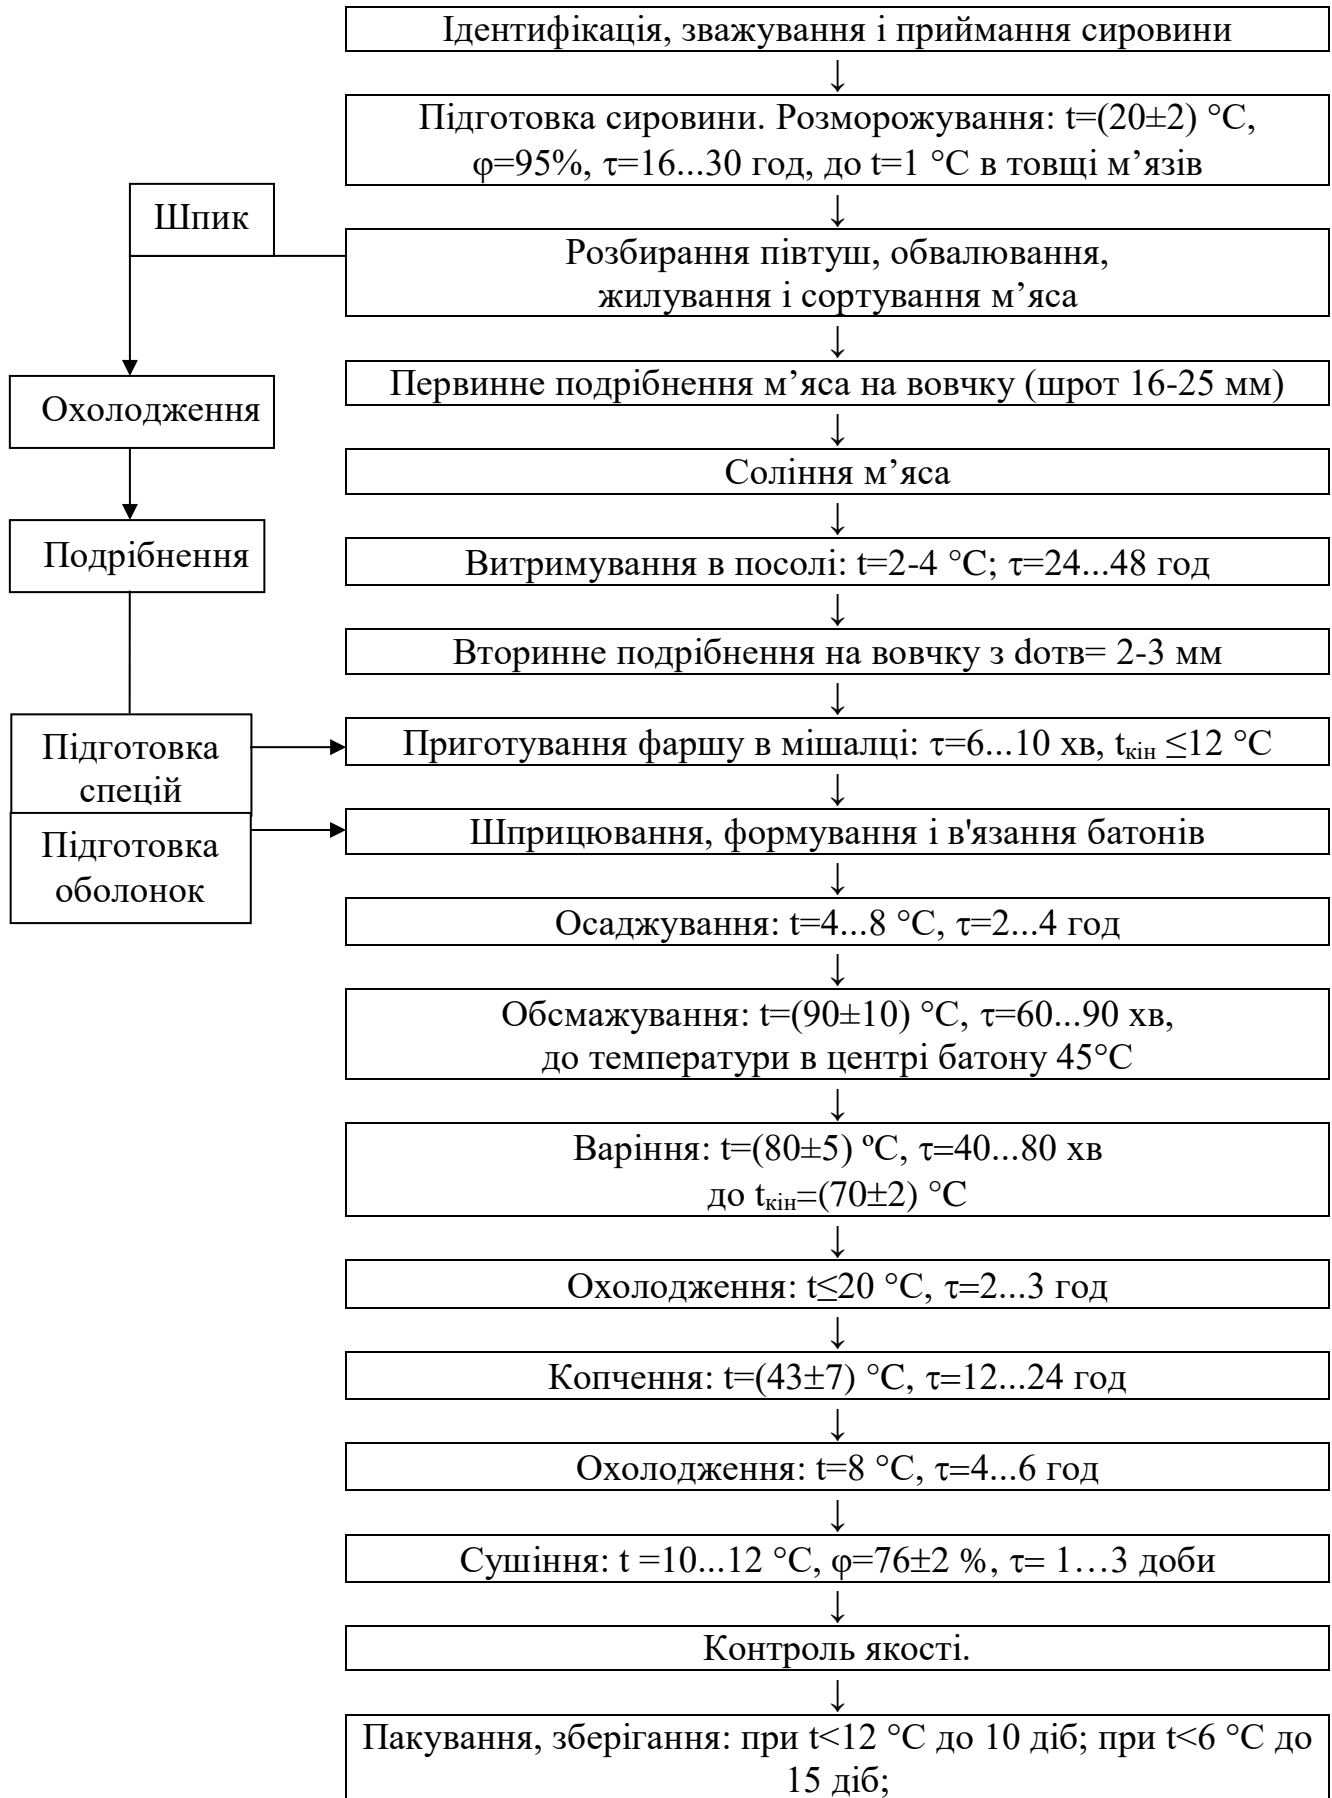 Ідентифікація, зважування і приймання сировини
↓
Підготовка сировини. Розморожування: t=(20±2) °С,
φ=95%, τ=16...30 год, до t=1 °С в товщі м’язів
↓
Шпик
Розбирання півтуш, обвалювання,
жилування і сортування м’яса
↓
Первинне подрібнення м’яса на вовчку (шрот 16-25 мм)
Охолодження
↓
Соління м’яса
↓
Подрібнення
Витримування в посолі: t=2-4 °С; τ=24...48 год
↓
Вторинне подрібнення на вовчку з dотв= 2-3 мм
↓
Підготовка
спецій
Приготування фаршу в мішалці: τ=6...10 хв, tкін ≤12 °С
↓
Підготовка
оболонок
Шприцювання, формування і в'язання батонів
↓
Осаджування: t=4...8 °С, τ=2...4 год
↓
Обсмажування: t=(90±10) °С, τ=60...90 хв,
до температури в центрі батону 45°С
↓
Варіння: t=(80±5) ºС, τ=40...80 хв
до tкін=(70±2) °С
↓
Охолодження: t≤20 °С, τ=2...3 год
↓
Копчення: t=(43±7) °С, τ=12...24 год
↓
Охолодження: t=8 °С, τ=4...6 год
↓
Сушіння: t =10...12 °С, φ=76±2 %, τ= 1…3 доби
↓
Контроль якості.
↓
Пакування, зберігання: при t<12 °С до 10 діб; при t<6 °С до
15 діб;